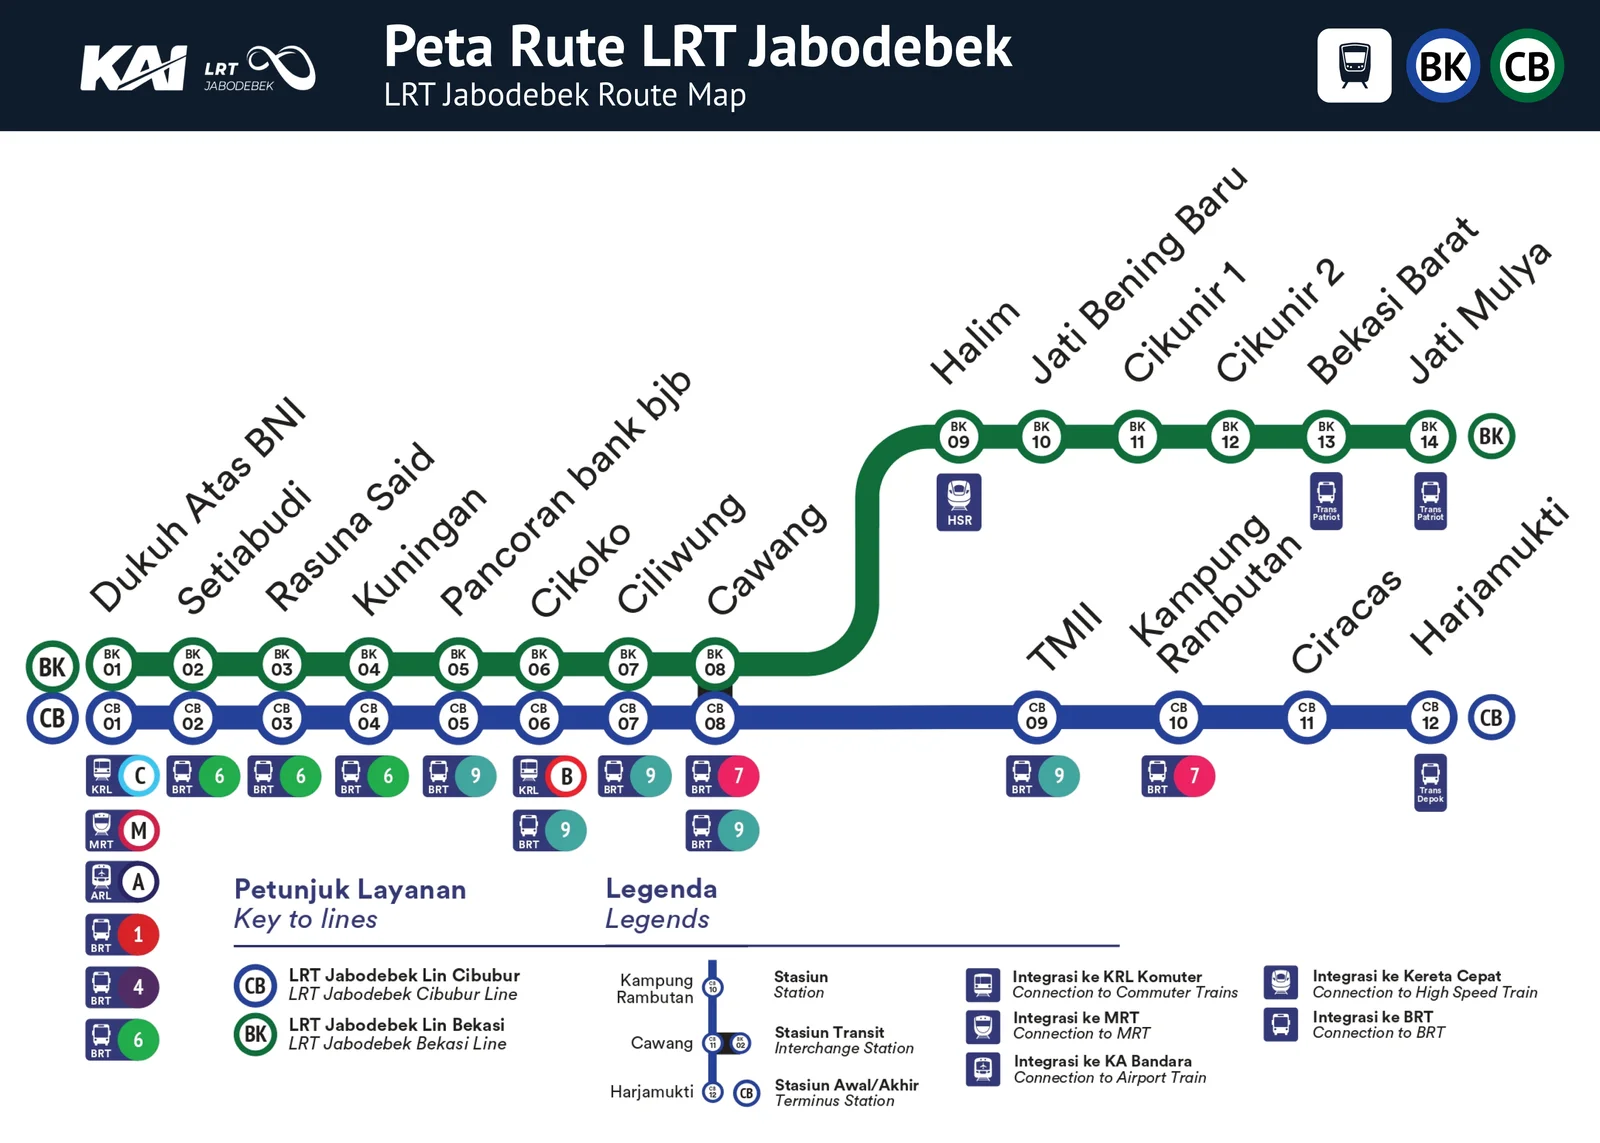 KAI LRT JABODEBEK
Peta Rute LRT Jabodebek
LRT Jabodebek Route Map
BK CB
Dukuh Atas BNI
Setiabudi
Rasuna Said
Kuningan
Pancoran bank bjb
Cikoko
Ciliwung
Cawang
Halim
Jati Bening Baru
Cikunir 1
Cikunir 2
Bekasi Barat
Jati Mulya
BK 09
BK 10
BK 11
BK 12
BK 13
BK 14
BK
HSR
Trans Patriot
Trans Patriot
TMII
Kampung
Rambutan
Ciracas
Harjamukti
BK
BK 01
BK 02
BK 03
BK 04
BK 05
BK 06
BK 07
BK 08
CB
CB 01
CB 02
CB 03
CB 04
CB 05
CB 06
CB 07
CB 08
CB 09
CB 10
CB 11
CB 12
CB
KRL C
BRT 6
BRT 6
BRT 6
BRT 9
KRL B
BRT 9
BRT 7
BRT 9
BRT 7
Trans Depok
MRT M
BRT 9
BRT 9
ARL A
BRT 1
BRT 4
BRT 6
Petunjuk Layanan
Key to lines
CB
LRT Jabodebek Lin Cibubur
LRT Jabodebek Cibubur Line
BK
LRT Jabodebek Lin Bekasi
LRT Jabodebek Bekasi Line
Legenda
Legends
Kampung
Rambutan
CB 10
Stasiun
Station
Cawang
CB 11
BK 02
Stasiun Transit
Interchange Station
Harjamukti
CB 12
CB
Stasiun Awal/Akhir
Terminus Station
Integrasi ke KRL Komuter
Connection to Commuter Trains
Integrasi ke MRT
Connection to MRT
Integrasi ke KA Bandara
Connection to Airport Train
Integrasi ke Kereta Cepat
Connection to High Speed Train
Integrasi ke BRT
Connection to BRT